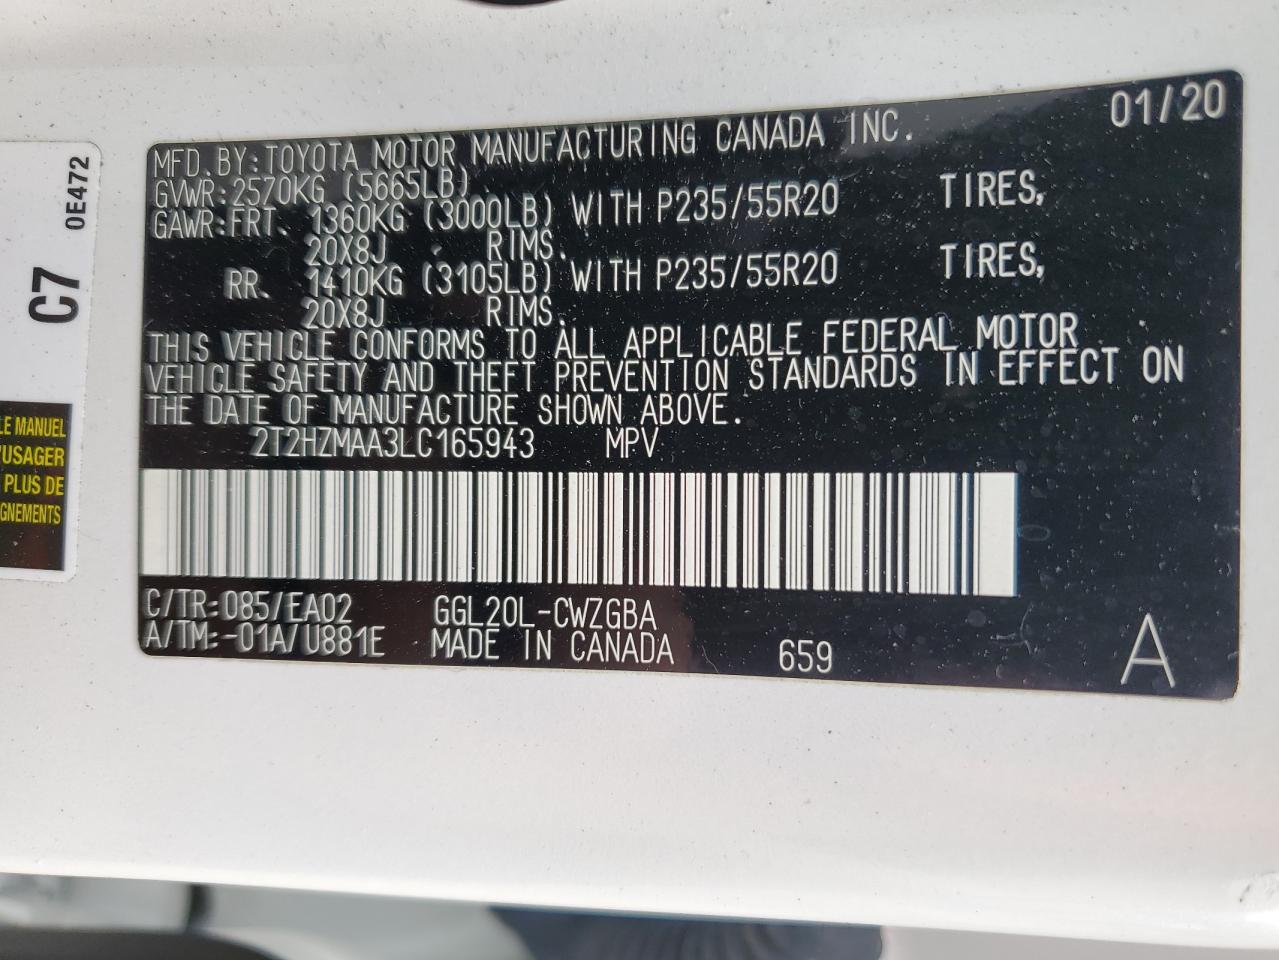 01/20
MFD. BY: TOYOTA MOTOR MANUFACTURING CANADA INC.
GVWR: 2570KG (5665LB)
GAWR: FRT. 1360KG (3000LB) WITH P235/55R20 TIRES,
20X8J RIMS.
RR. 1410KG (3105LB) WITH P235/55R20 TIRES,
20X8J RIMS.
THIS VEHICLE CONFORMS TO ALL APPLICABLE FEDERAL MOTOR
VEHICLE SAFETY AND THEFT PREVENTION STANDARDS IN EFFECT ON
THE DATE OF MANUFACTURE SHOWN ABOVE.
2T2HZMAA3LC165943 MPV
C/TR: 085/EA02 GGL20L-CWZGBA
A/TM: -01A/U881E MADE IN CANADA 659 A
0E472
C7
LE MANUEL
'USAGER
PLUS DE
GNEMENTS